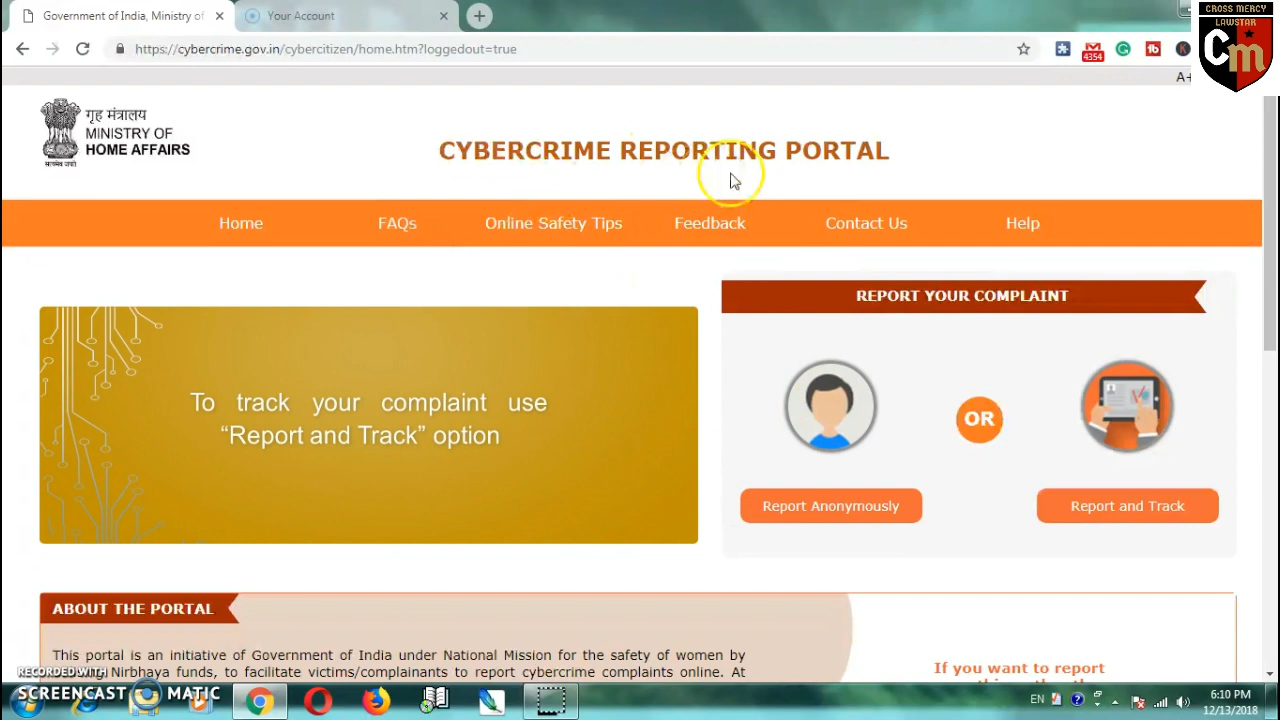 Government of India, Ministry of
Your Account
CROSS MERCY
LAWSTAR
Cm
https://cybercrime.gov.in/cybercitizen/home.htm?loggedout=true
4354
K
A+
गृह मंत्रालय
MINISTRY OF
HOME AFFAIRS
सत्यमेव जयते
CYBERCRIME REPORTING PORTAL
Home FAQs Online Safety Tips Feedback Contact Us Help
REPORT YOUR COMPLAINT
To track your complaint use
“Report and Track” option
OR
Report Anonymously
Report and Track
ABOUT THE PORTAL
This portal is an initiative of Government of India under National Mission for the safety of women by
Nirbhaya funds, to facilitate victims/complainants to report cybercrime complaints online. At
If you want to report
RECORDED WITH
SCREENCAST MATIC
EN
6:10 PM
12/13/2018